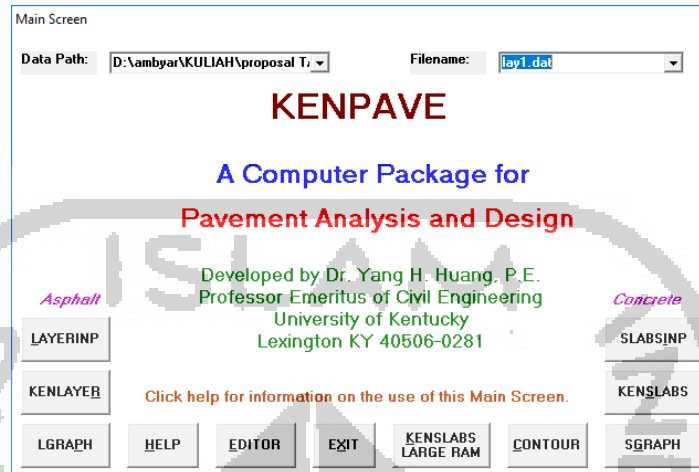 Main Screen
Data Path: D:\ambyar\KULIAH\proposal T Filename: lay1.dat
KENPAVE
A Computer Package for
Pavement Analysis and Design
ISLAM
Developed by Dr. Yang H. Huang, P.E.
Asphalt Professor Emeritus of Civil Engineering Concrete
University of Kentucky
LAYERINP Lexington KY 40506-0281 SLABSINP
KENLAYER Click help for information on the use of this Main Screen. KENSLABS
LGRAPH HELP EDITOR EXIT KENSLABS LARGE RAM CONTOUR SGRAPH